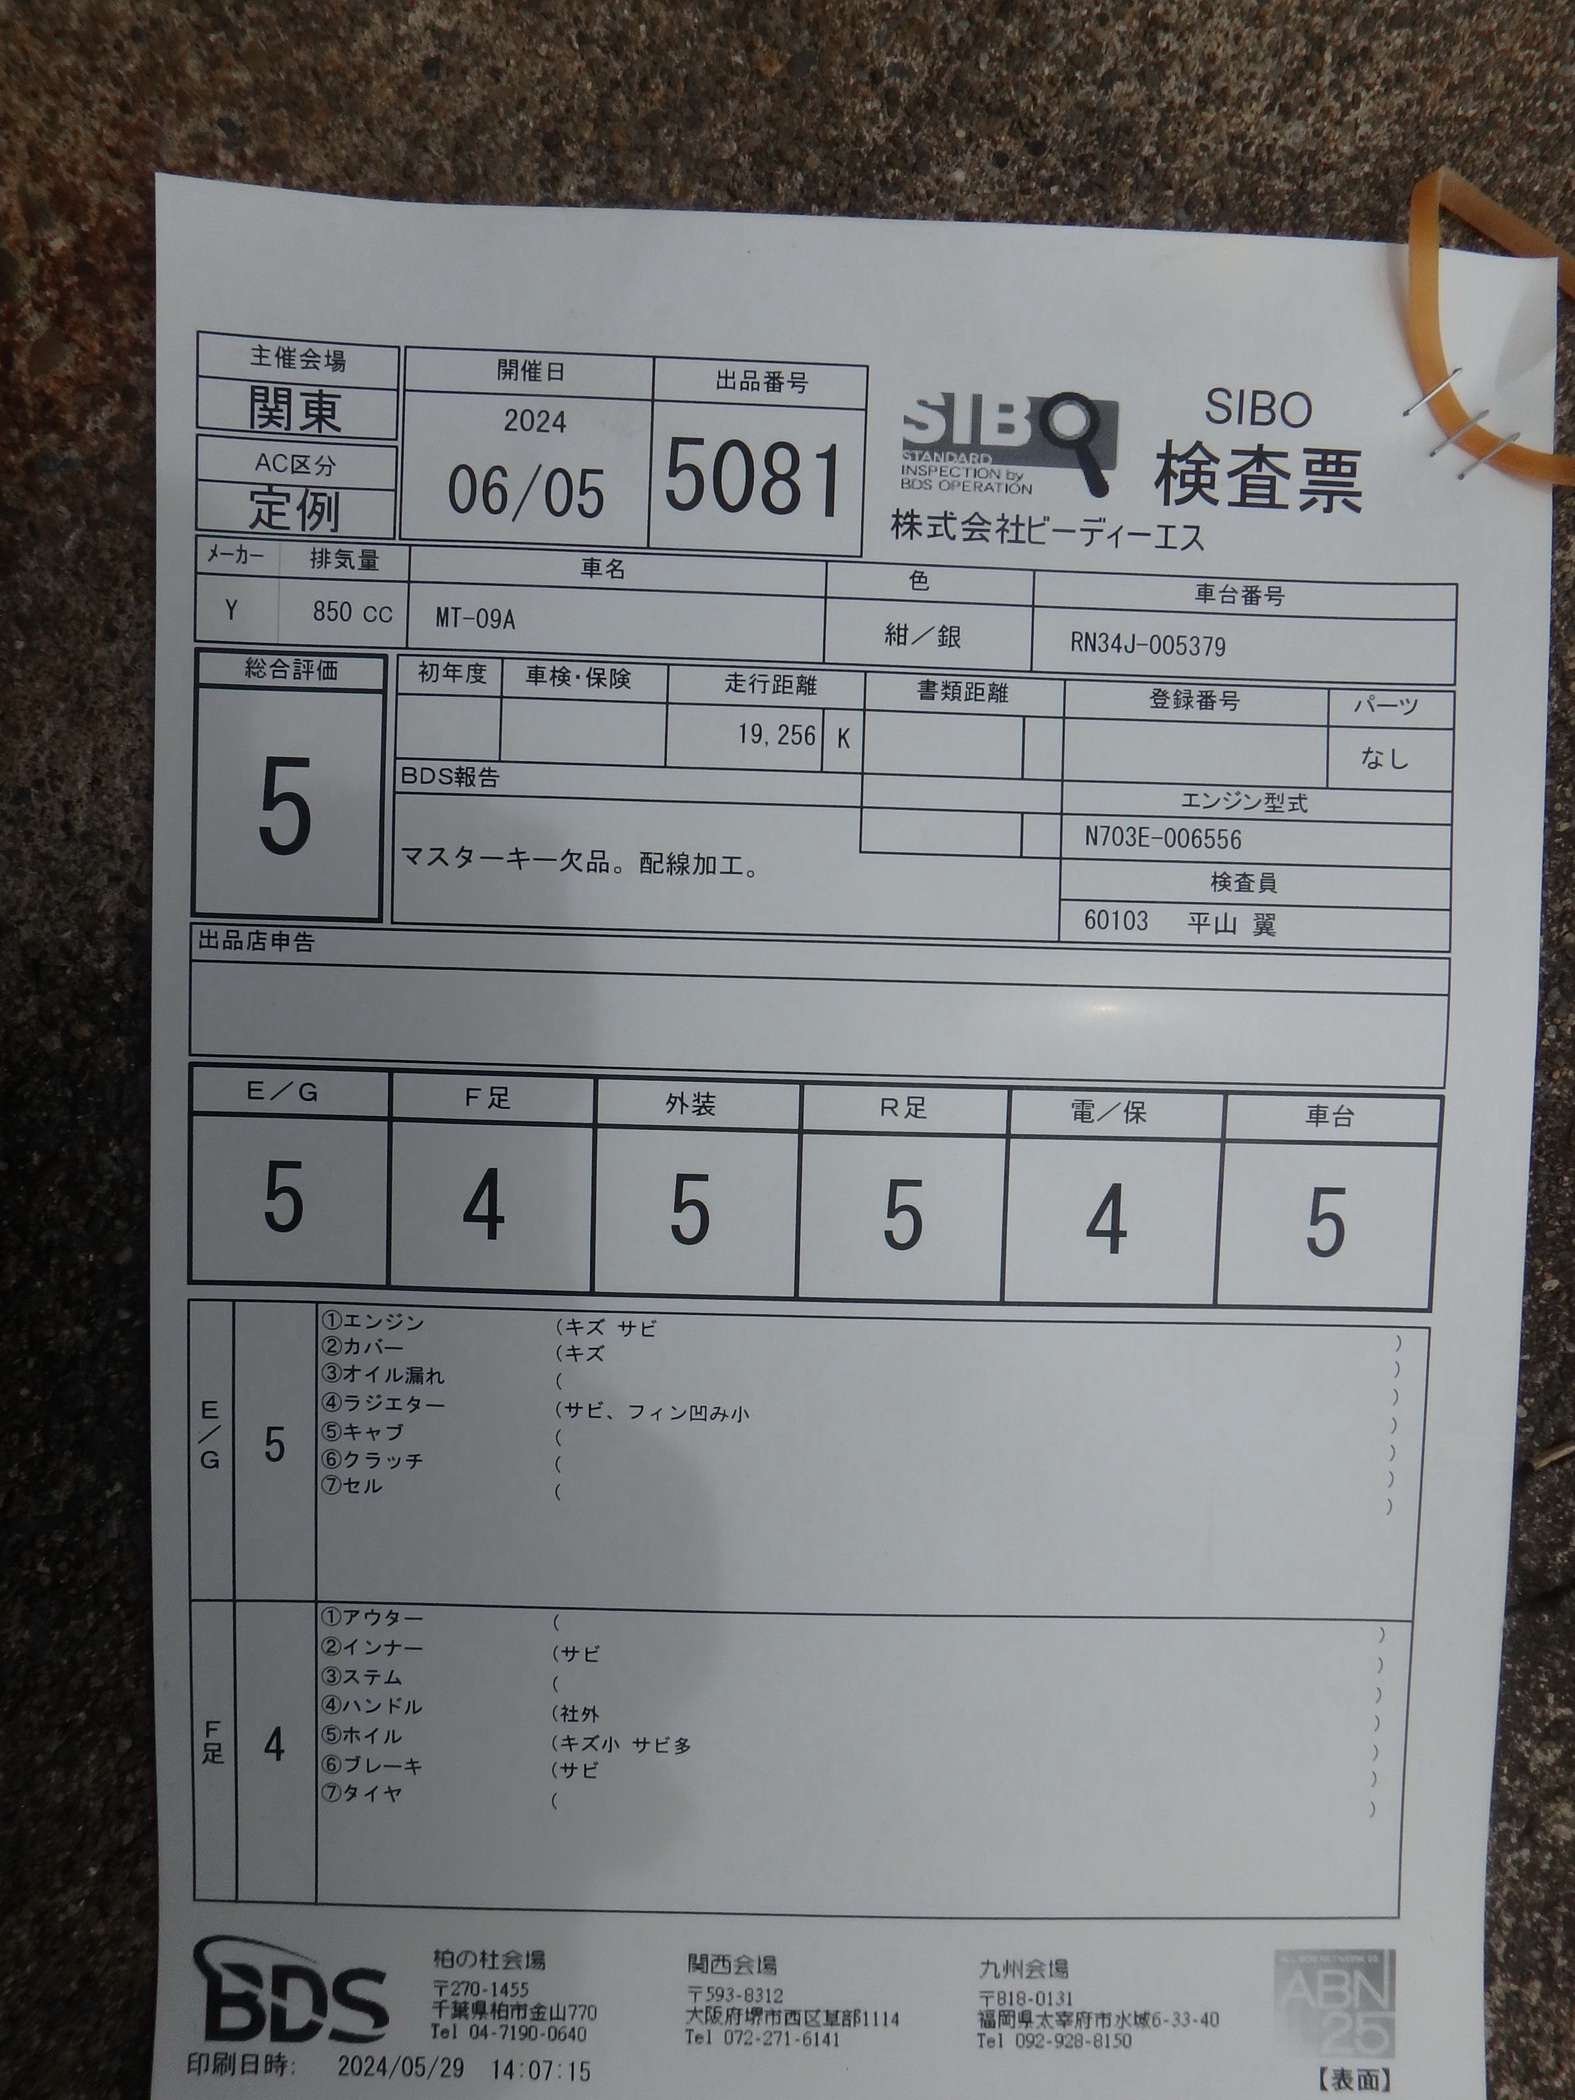 主催会場
関東
AC区分
定例
開催日
2024
06/05
出品番号
5081
SIBO
STANDARD
INSPECTION by
BDS OPERATION
SIBO
検査票
株式会社ビーディーエス
メーカー 排気量 車名 色 車台番号
Y 850 CC MT-09A 紺／銀 RN34J-005379
総合評価
5
初年度 車検・保険 走行距離 書類距離 登録番号 パーツ
19,256 K なし
BDS報告
マスターキー欠品。配線加工。
エンジン型式
N703E-006556
検査員
60103 平山 翼
出品店申告
E／G F足 外装 R足 電／保 車台
5 4 5 5 4 5
E／G
5
①エンジン (キズ サビ )
②カバー (キズ )
③オイル漏れ ( )
④ラジエター (サビ、フィン凹み小 )
⑤キャブ ( )
⑥クラッチ ( )
⑦セル ( )
F足
4
①アウター ( )
②インナー (サビ )
③ステム ( )
④ハンドル (社外 )
⑤ホイル (キズ小 サビ多 )
⑥ブレーキ (サビ )
⑦タイヤ ( )
BDS
柏の杜会場
〒270-1455
千葉県柏市金山770
Tel 04-7190-0640
関西会場
〒593-8312
大阪府堺市西区草部1114
Tel 072-271-6141
九州会場
〒818-0131
福岡県太宰府市水城6-33-40
Tel 092-928-8150
ABN
25
印刷日時: 2024/05/29 14:07:15
【表面】